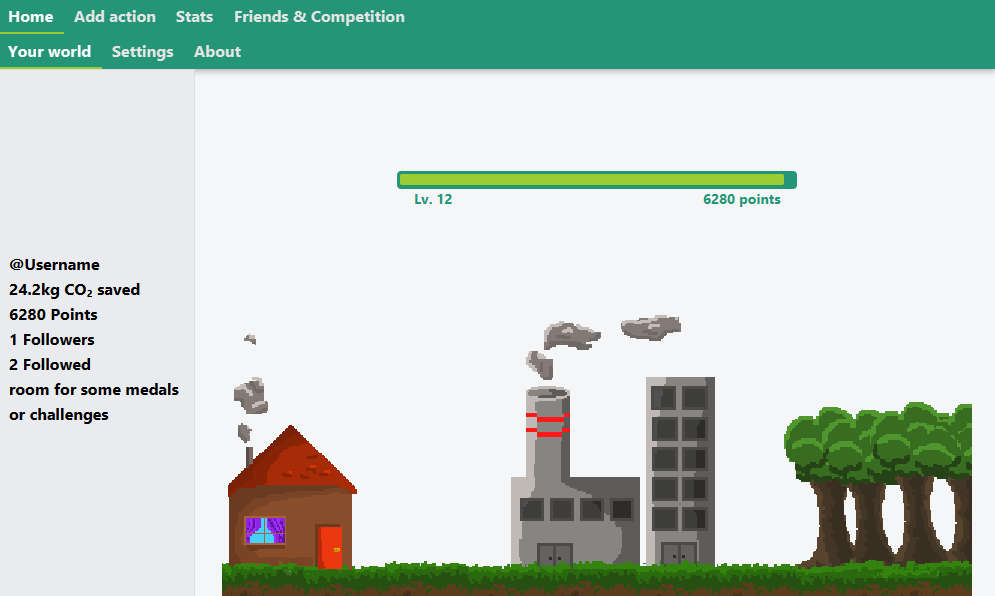 Home Add action Stats Friends & Competition
Your world Settings About
Lv. 12 6280 points
@Username
24.2kg CO₂ saved
6280 Points
1 Followers
2 Followed
room for some medals
or challenges